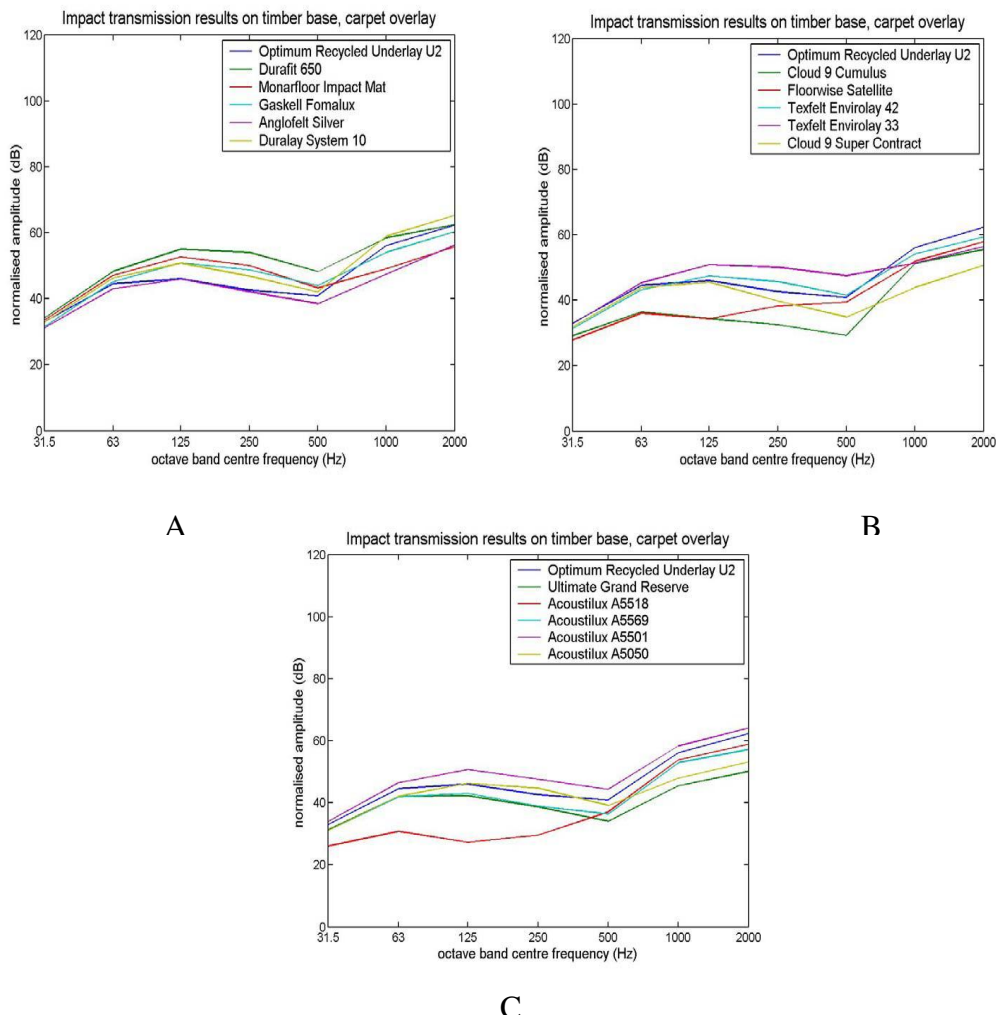 Impact transmission results on timber base, carpet overlay
120
100
80
60
40
20
0
normalised amplitude (dB)
Optimum Recycled Underlay U2
Durafit 650
Monarfloor Impact Mat
Gaskell Fomalux
Anglofelt Silver
Duralay System 10
31.5 63 125 250 500 1000 2000
octave band centre frequency (Hz)
A
Impact transmission results on timber base, carpet overlay
120
100
80
60
40
20
0
normalised amplitude (dB)
Optimum Recycled Underlay U2
Cloud 9 Cumulus
Floorwise Satellite
Texfelt Envirolay 42
Texfelt Envirolay 33
Cloud 9 Super Contract
31.5 63 125 250 500 1000 2000
octave band centre frequency (Hz)
B
Impact transmission results on timber base, carpet overlay
120
100
80
60
40
20
0
normalised amplitude (dB)
Optimum Recycled Underlay U2
Ultimate Grand Reserve
Acoustilux A5518
Acoustilux A5569
Acoustilux A5501
Acoustilux A5050
31.5 63 125 250 500 1000 2000
octave band centre frequency (Hz)
C